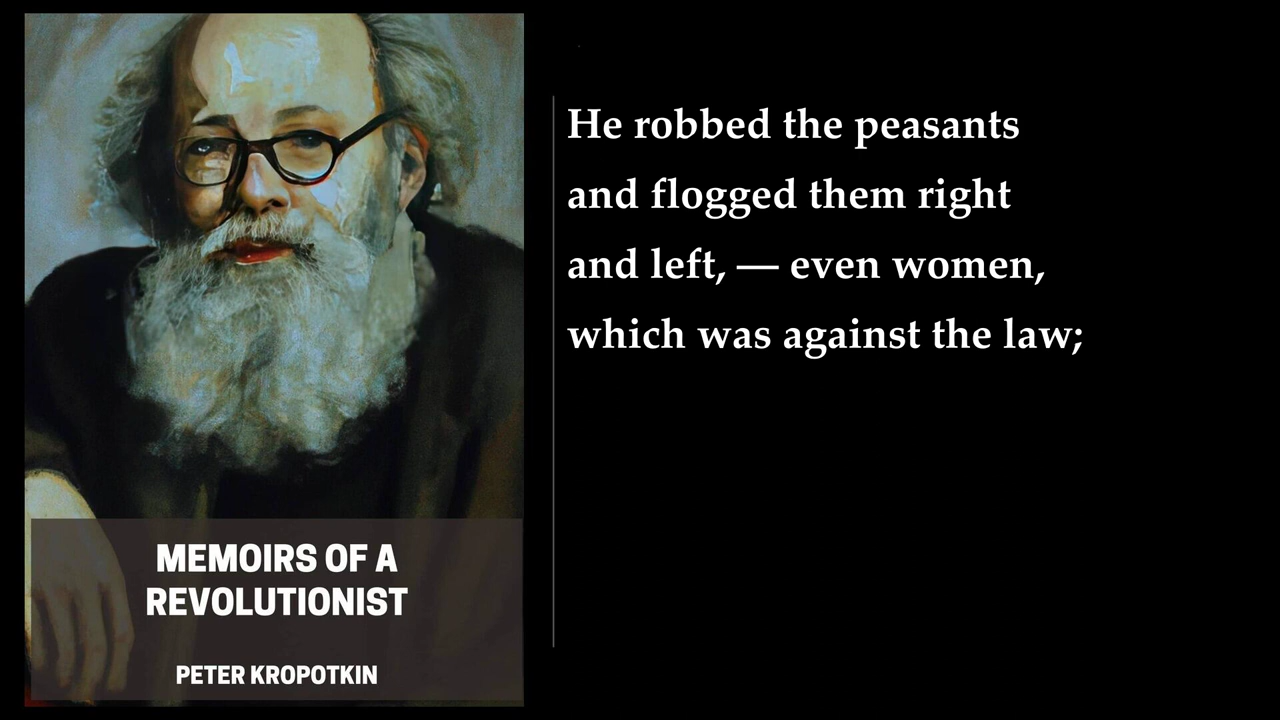 He robbed the peasants
and flogged them right
and left, — even women,
which was against the law;
MEMOIRS OF A
REVOLUTIONIST
PETER KROPOTKIN